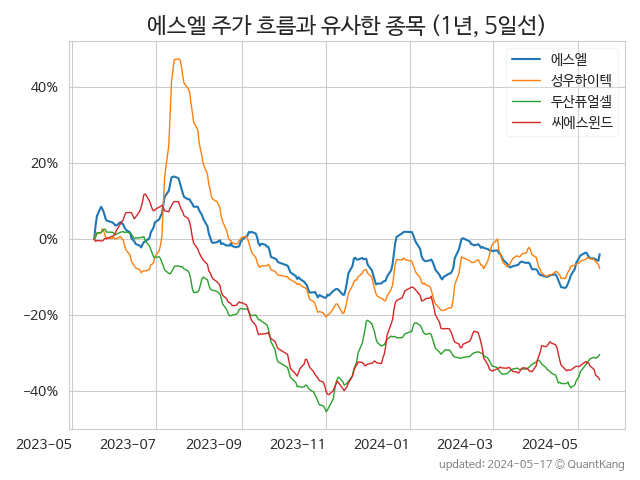 에스엘 주가 흐름과 유사한 종목 (1년, 5일선)
에스엘
성우하이텍
두산퓨얼셀
씨에스윈드
40%
20%
0%
−20%
−40%
2023-05 2023-07 2023-09 2023-11 2024-01 2024-03 2024-05
updated: 2024-05-17 © QuantKang